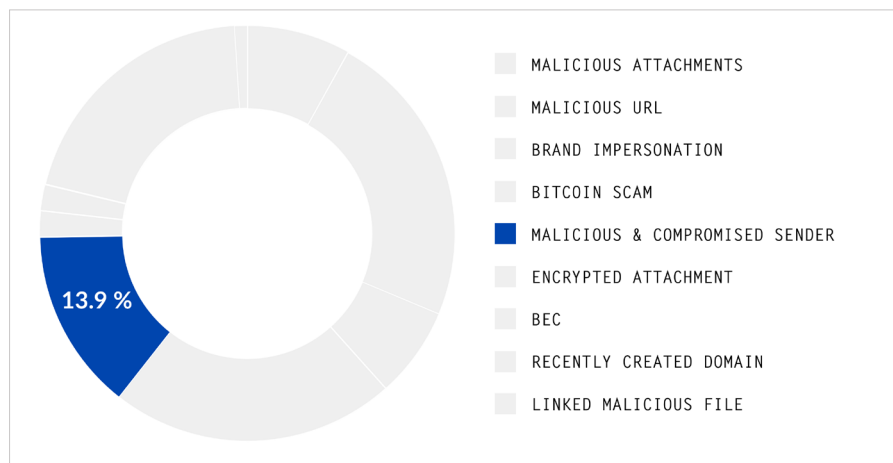 MALICIOUS ATTACHMENTS
MALICIOUS URL
BRAND IMPERSONATION
BITCOIN SCAM
MALICIOUS & COMPROMISED SENDER
ENCRYPTED ATTACHMENT
BEC
RECENTLY CREATED DOMAIN
LINKED MALICIOUS FILE
13.9 %